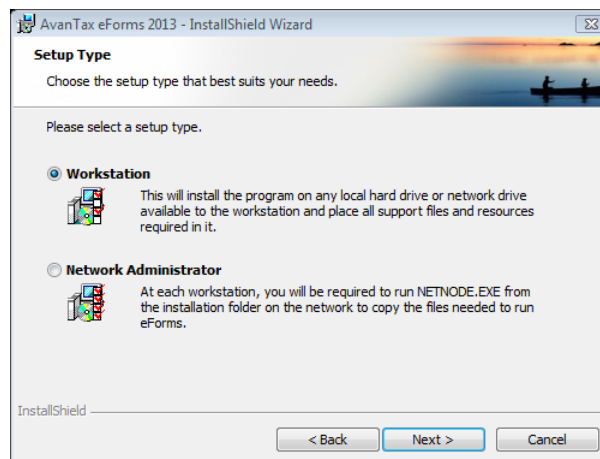 AvanTax eForms 2013 - InstallShield Wizard
Setup Type
Choose the setup type that best suits your needs.
Please select a setup type.
Workstation
This will install the program on any local hard drive or network drive
available to the workstation and place all support files and resources
required in it.
Network Administrator
At each workstation, you will be required to run NETNODE.EXE from
the installation folder on the network to copy the files needed to run
eForms.
InstallShield
< Back Next > Cancel